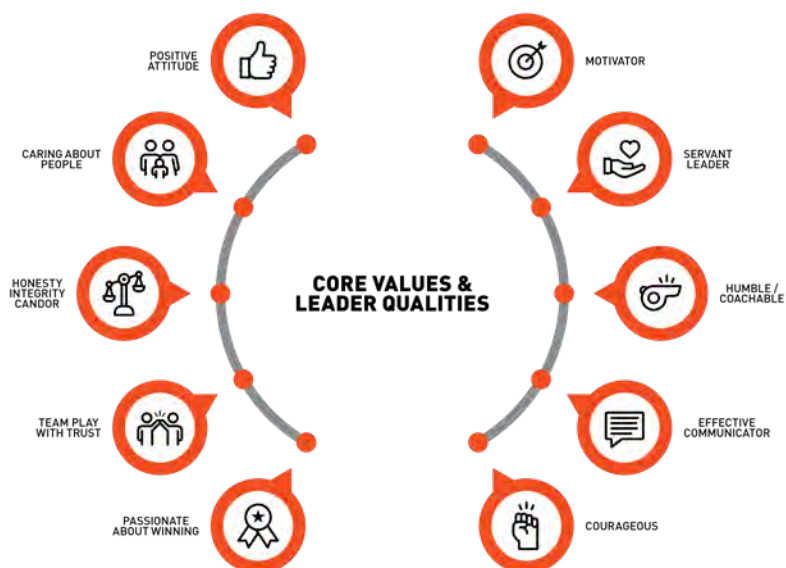 POSITIVE
ATTITUDE
MOTIVATOR
CARING ABOUT
PEOPLE
SERVANT
LEADER
HONESTY
INTEGRITY
CANDOR
CORE VALUES &
LEADER QUALITIES
HUMBLE /
COACHABLE
TEAM PLAY
WITH TRUST
EFFECTIVE
COMMUNICATOR
PASSIONATE
ABOUT WINNING
COURAGEOUS